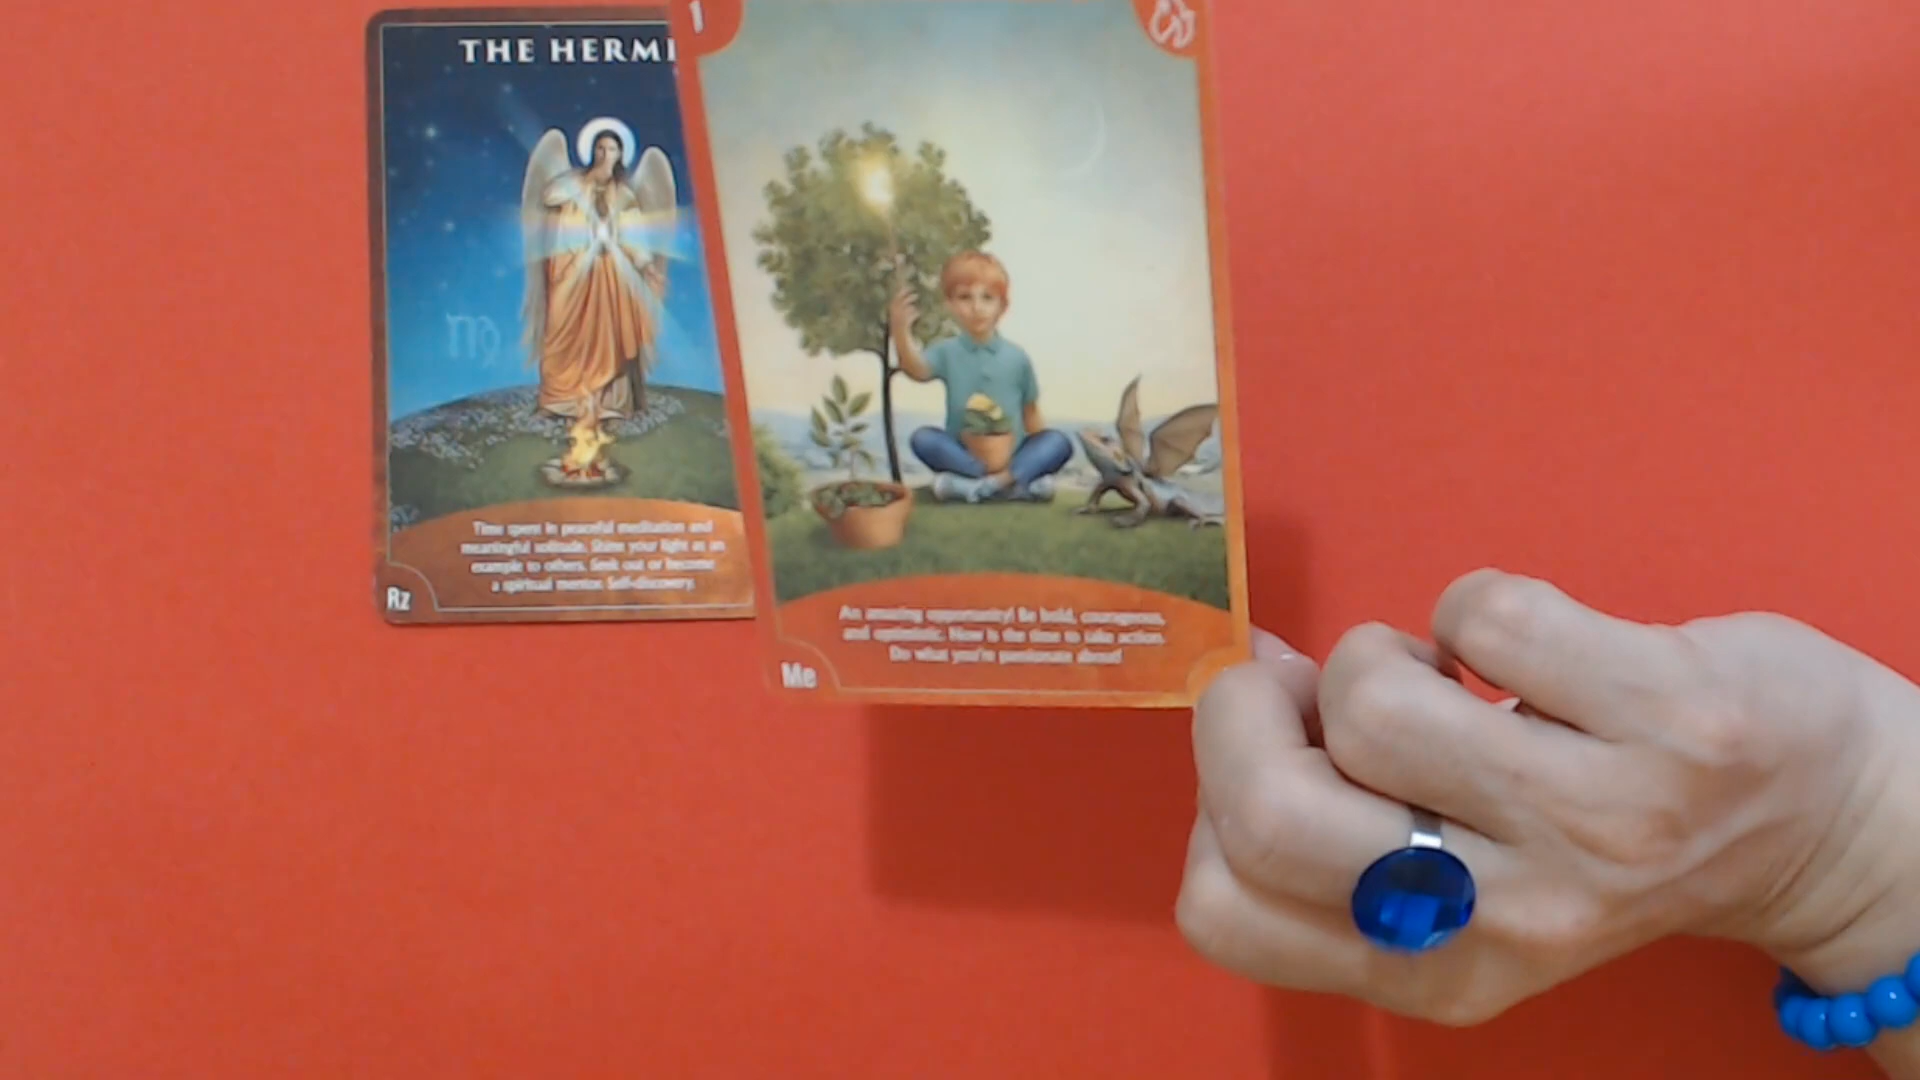 THE HERMI
Time spent in peaceful meditation and
meaningful solitude. Shine your light as an
example to others. Seek out or become
a spiritual mentor. Self-discovery.
Rz
1
An amazing opportunity! Be bold, courageous,
and optimistic. Now is the time to take action.
Do what you're passionate about!
Me